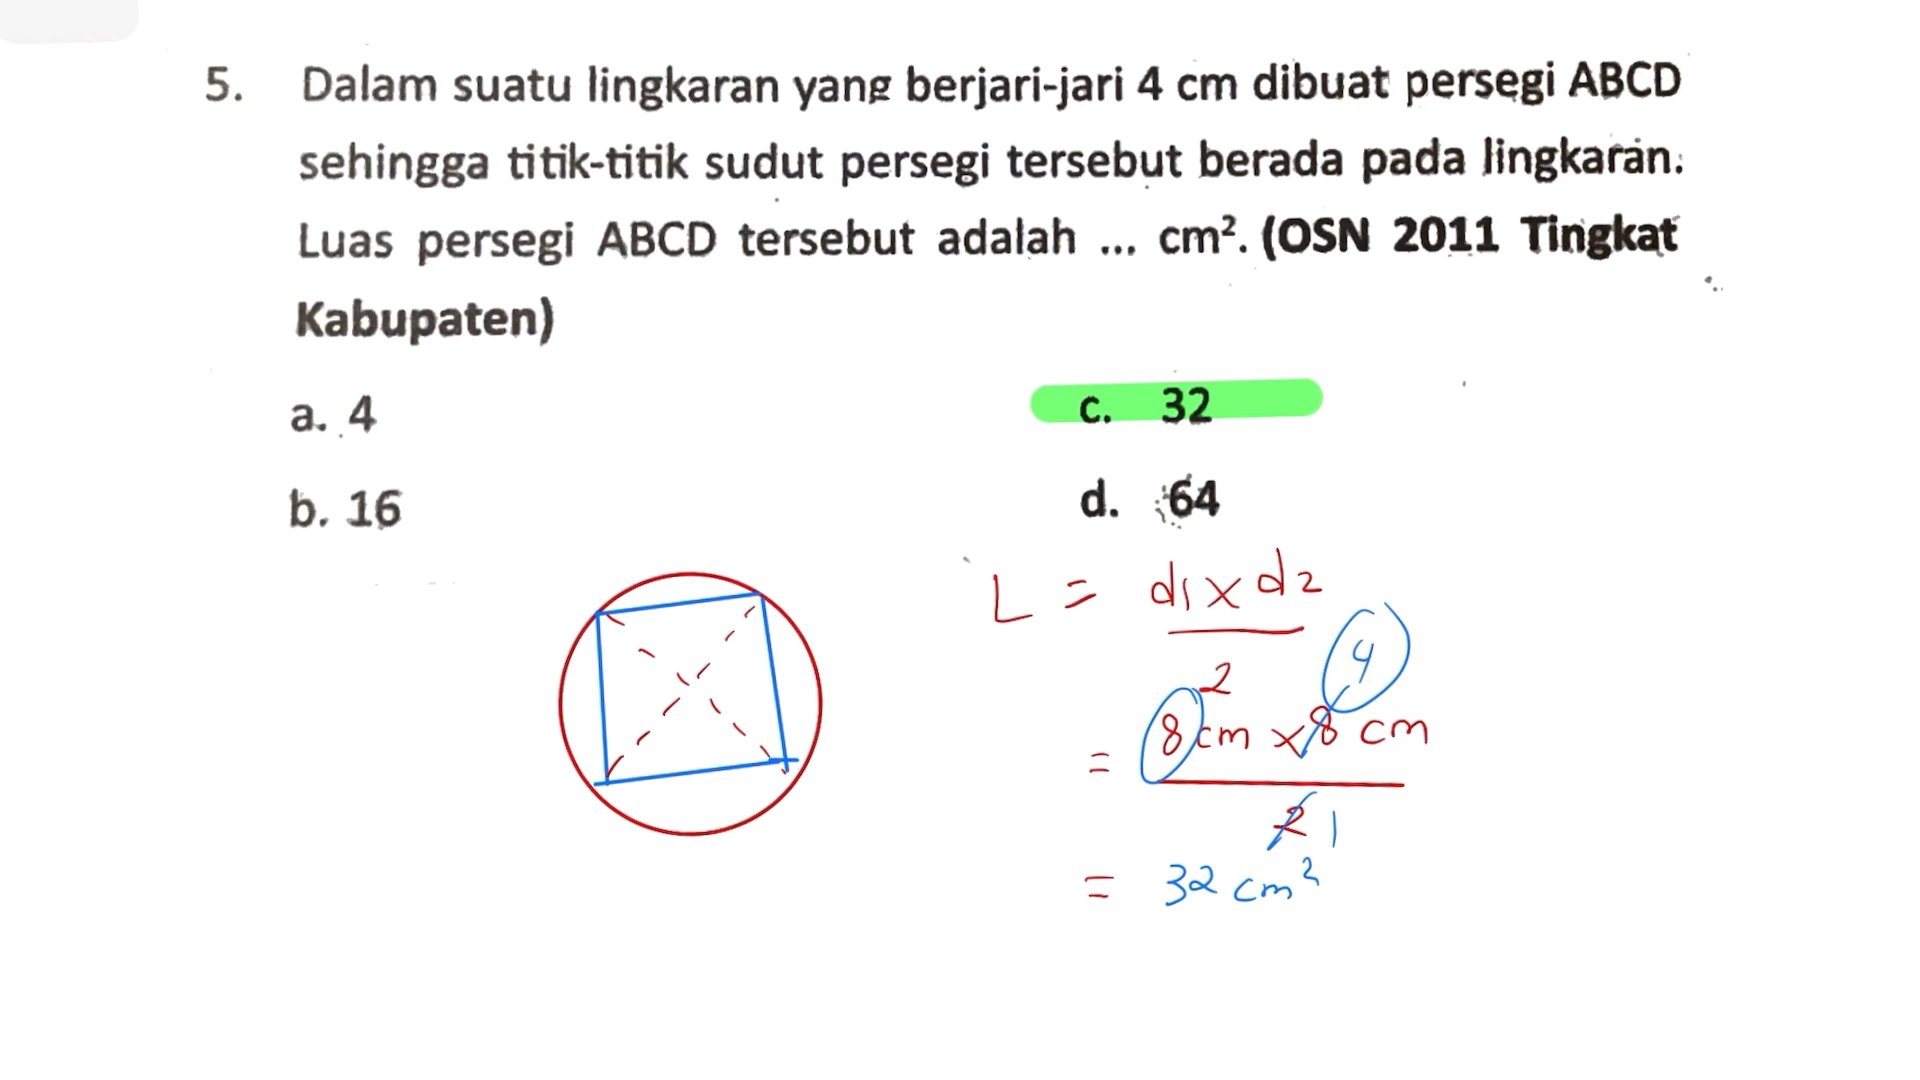 5. Dalam suatu lingkaran yang berjari-jari 4 cm dibuat persegi ABCD
sehingga titik-titik sudut persegi tersebut berada pada lingkaran.
Luas persegi ABCD tersebut adalah ... cm². (OSN 2011 Tingkat
Kabupaten)
a. 4
c. 32
b. 16
d. 64
L = d1 x d2
2
4
= 8 cm x 8 cm
2 1
= 32 cm²